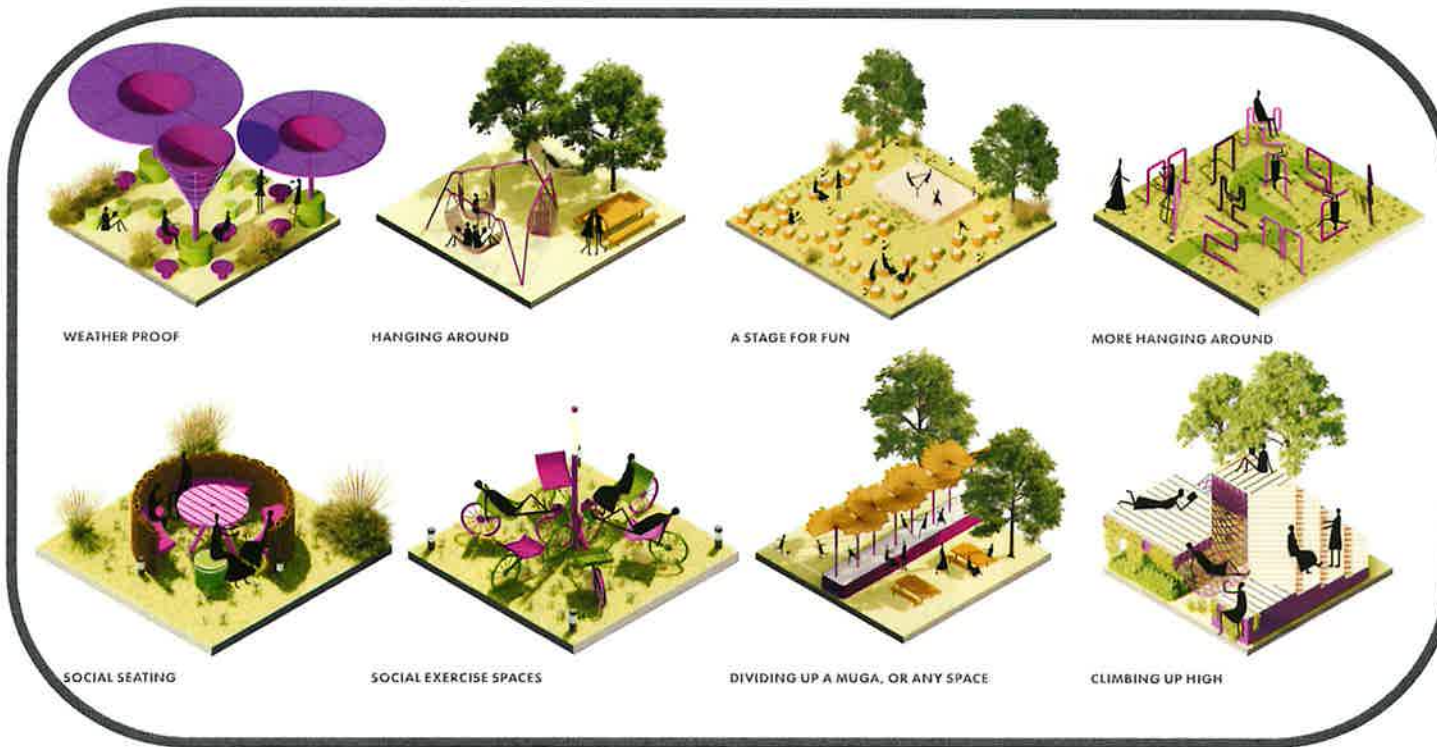 WEATHER PROOF
HANGING AROUND
A STAGE FOR FUN
MORE HANGING AROUND
SOCIAL SEATING
SOCIAL EXERCISE SPACES
DIVIDING UP A MUGA, OR ANY SPACE
CLIMBING UP HIGH